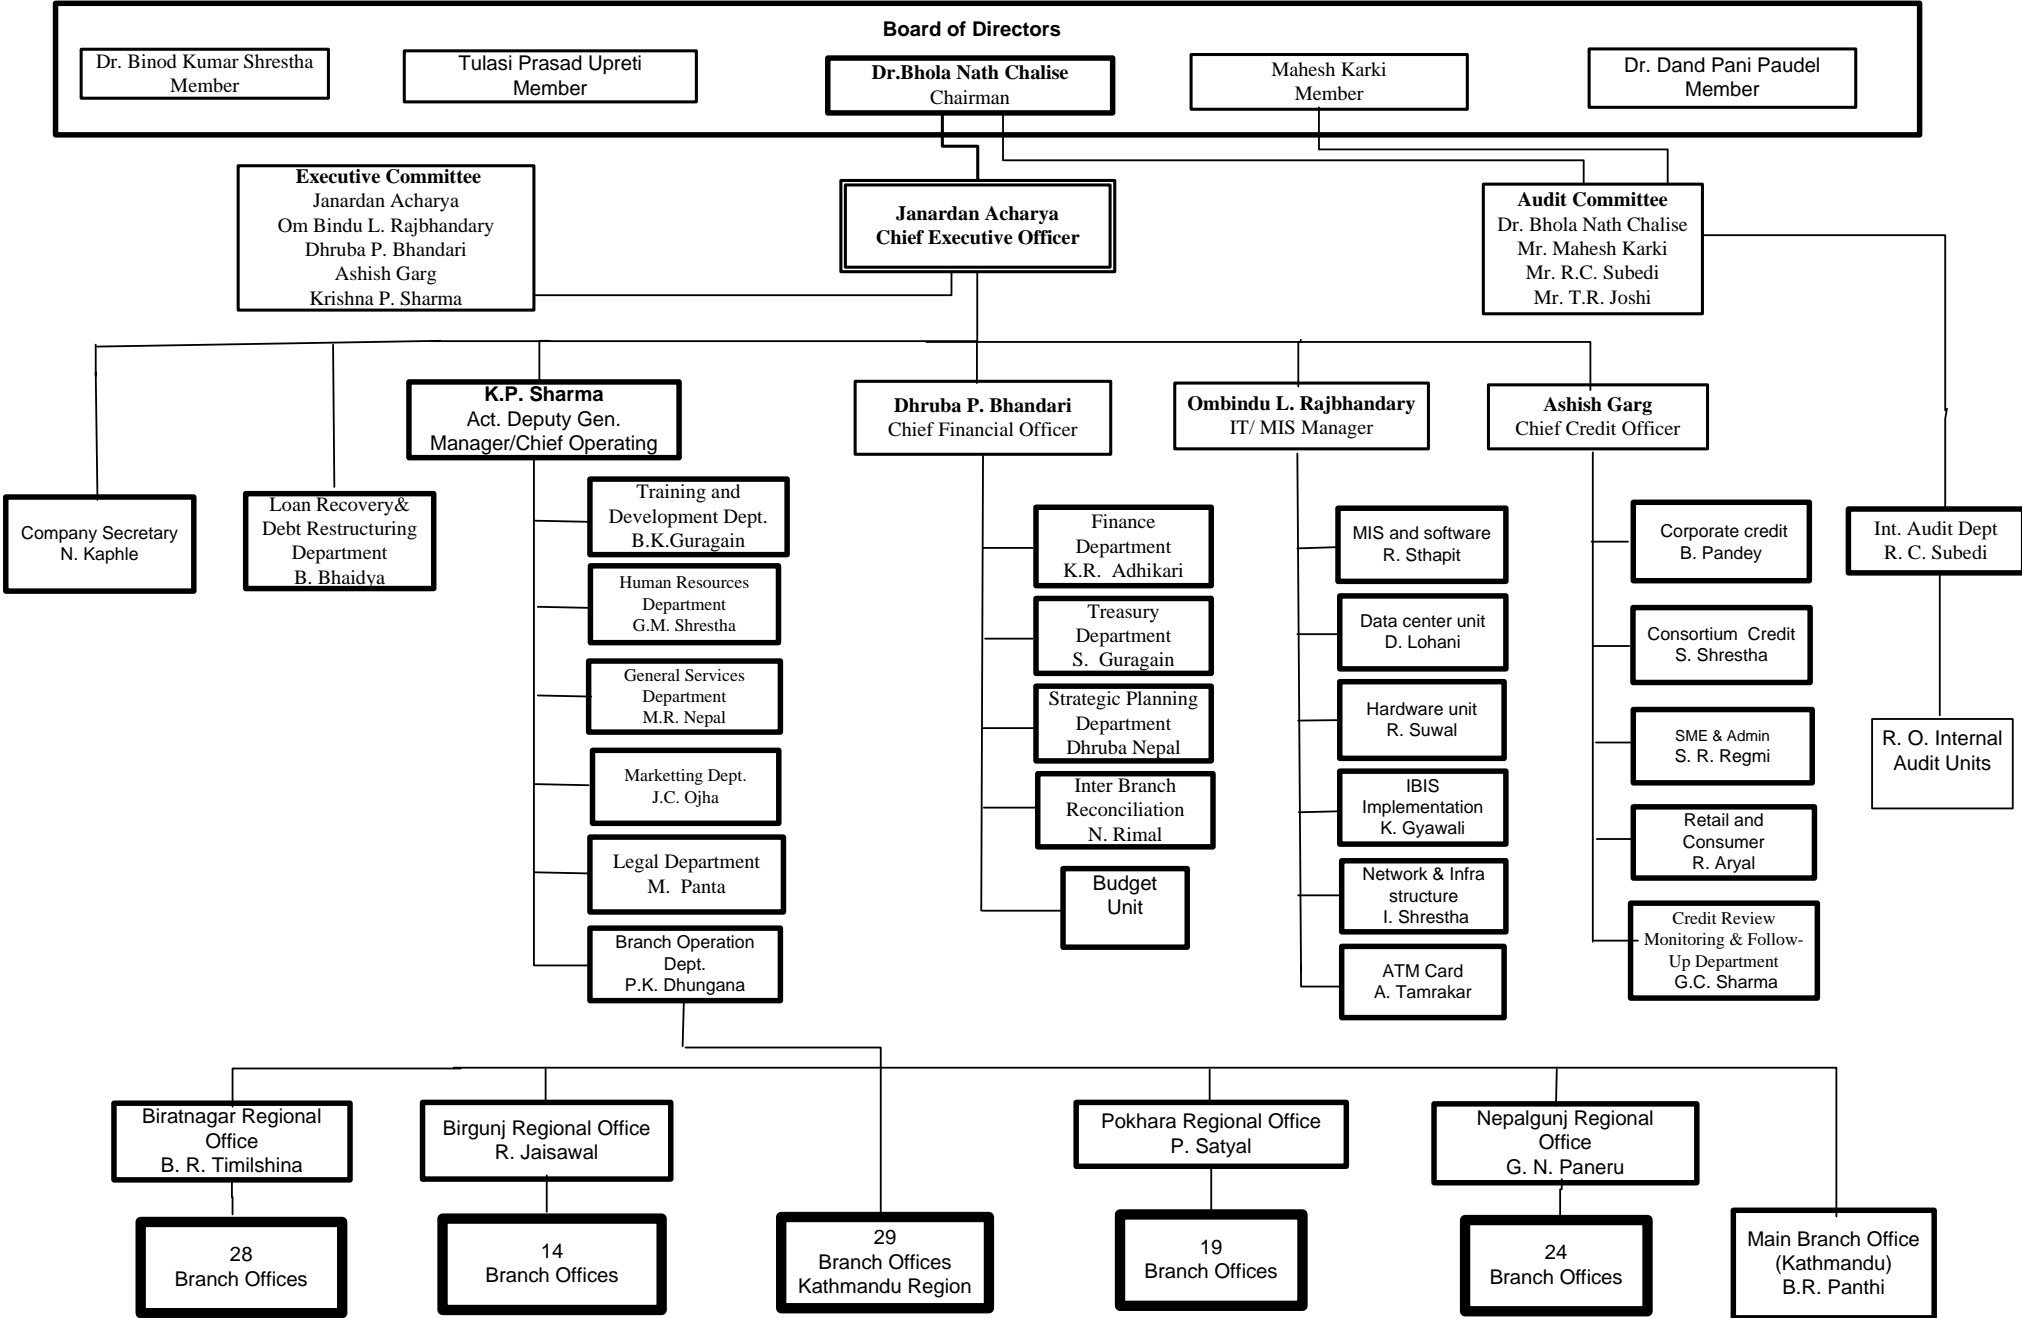 Board of Directors
Dr. Binod Kumar Shrestha
Member
Tulasi Prasad Upreti
Member
Dr.Bhola Nath Chalise
Chairman
Mahesh Karki
Member
Dr. Dand Pani Paudel
Member
Executive Committee
Janardan Acharya
Om Bindu L. Rajbhandary
Dhruba P. Bhandari
Ashish Garg
Krishna P. Sharma
Janardan Acharya
Chief Executive Officer
Audit Committee
Dr. Bhola Nath Chalise
Mr. Mahesh Karki
Mr. R.C. Subedi
Mr. T.R. Joshi
K.P. Sharma
Act. Deputy Gen.
Manager/Chief Operating
Dhruba P. Bhandari
Chief Financial Officer
Ombindu L. Rajbhandary
IT/ MIS Manager
Ashish Garg
Chief Credit Officer
Company Secretary
N. Kaphle
Loan Recovery&
Debt Restructuring
Department
B. Bhaidya
Training and
Development Dept.
B.K.Guragain
Human Resources
Department
G.M. Shrestha
General Services
Department
M.R. Nepal
Marketting Dept.
J.C. Ojha
Legal Department
M. Panta
Branch Operation
Dept.
P.K. Dhungana
Finance
Department
K.R. Adhikari
Treasury
Department
S. Guragain
Strategic Planning
Department
Dhruba Nepal
Inter Branch
Reconciliation
N. Rimal
Budget
Unit
MIS and software
R. Sthapit
Data center unit
D. Lohani
Hardware unit
R. Suwal
IBIS
Implementation
K. Gyawali
Network & Infra
structure
I. Shrestha
ATM Card
A. Tamrakar
Corporate credit
B. Pandey
Consortium Credit
S. Shrestha
SME & Admin
S. R. Regmi
Retail and
Consumer
R. Aryal
Credit Review
Monitoring & Follow-
Up Department
G.C. Sharma
Int. Audit Dept
R. C. Subedi
R. O. Internal
Audit Units
Biratnagar Regional
Office
B. R. Timilshina
Birgunj Regional Office
R. Jaisawal
Pokhara Regional Office
P. Satyal
Nepalgunj Regional
Office
G. N. Paneru
28
Branch Offices
14
Branch Offices
29
Branch Offices
Kathmandu Region
19
Branch Offices
24
Branch Offices
Main Branch Office
(Kathmandu)
B.R. Panthi